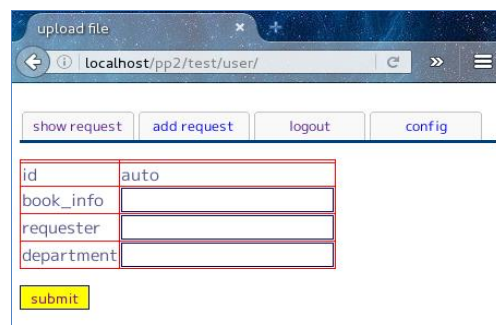 upload file
localhost/pp2/test/user/
show request add request logout config
id auto
book_info
requester
department
submit